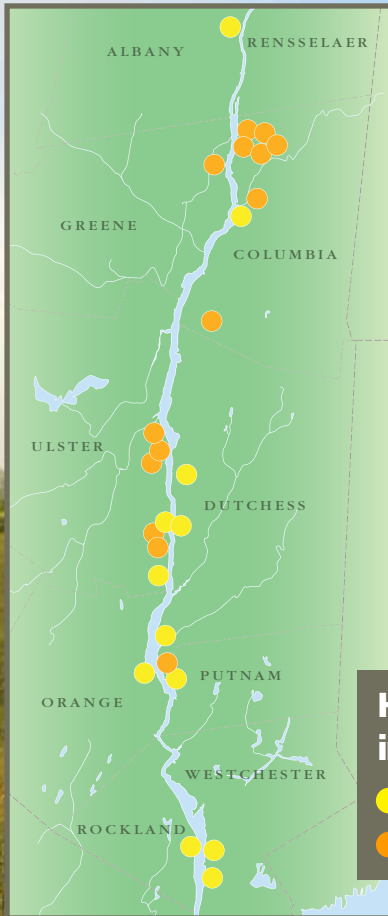 RENSSELAER
ALBANY
GREENE
COLUMBIA
ULSTER
DUTCHESS
PUTNAM
ORANGE
WESTCHESTER
ROCKLAND